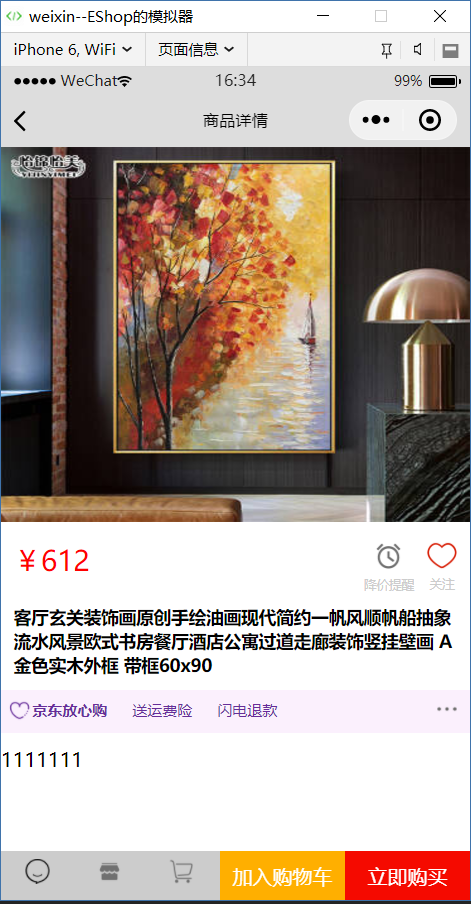 weixin--EShop的模拟器
iPhone 6, WiFi 页面信息
WeChat 16:34 99%
商品详情
怡锦怡美
YIJINYIMEI
￥612
降价提醒 关注
客厅玄关装饰画原创手绘油画现代简约一帆风顺帆船抽象
流水风景欧式书房餐厅酒店公寓过道走廊装饰竖挂壁画 A
金色实木外框 带框60x90
京东放心购 送运费险 闪电退款
1111111
加入购物车 立即购买